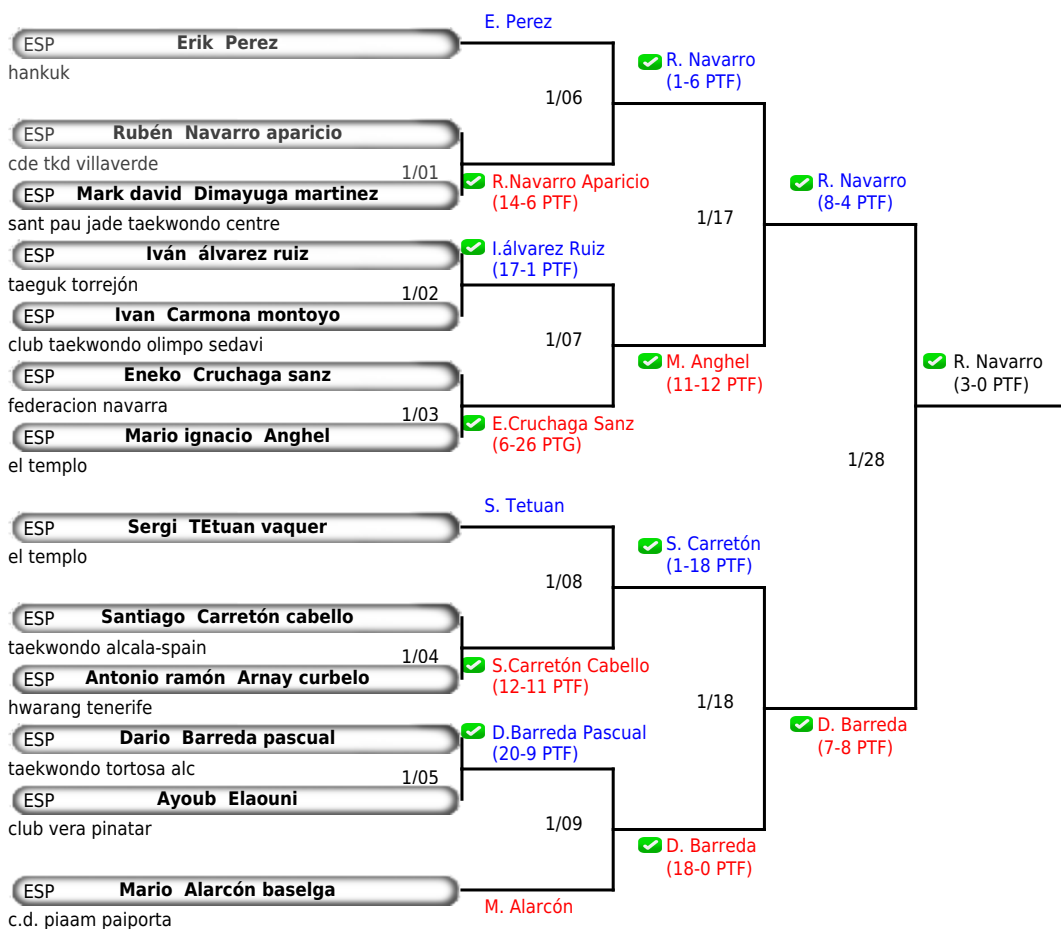 E. Perez
ESP Erik Perez
hankuk
R. Navarro
(1-6 PTF)
1/06
ESP Rubén Navarro aparicio
cde tkd villaverde
1/01
ESP Mark david Dimayuga martinez
sant pau jade taekwondo centre
R.Navarro Aparicio
(14-6 PTF)
R. Navarro
(8-4 PTF)
1/17
ESP Iván álvarez ruiz
taeguk torrejón
I.álvarez Ruiz
(17-1 PTF)
1/02
ESP Ivan Carmona montoyo
club taekwondo olimpo sedavi
1/07
M. Anghel
(11-12 PTF)
R. Navarro
(3-0 PTF)
ESP Eneko Cruchaga sanz
federacion navarra
1/03
ESP Mario ignacio Anghel
el templo
E.Cruchaga Sanz
(6-26 PTG)
1/28
S. Tetuan
ESP Sergi TEtuan vaquer
el templo
S. Carretón
(1-18 PTF)
1/08
ESP Santiago Carretón cabello
taekwondo alcala-spain
1/04
ESP Antonio ramón Arnay curbelo
hwarang tenerife
S.Carretón Cabello
(12-11 PTF)
1/18
D. Barreda
(7-8 PTF)
ESP Dario Barreda pascual
taekwondo tortosa alc
D.Barreda Pascual
(20-9 PTF)
1/05
ESP Ayoub Elaouni
club vera pinatar
1/09
D. Barreda
(18-0 PTF)
ESP Mario Alarcón baselga
c.d. piaam paiporta
M. Alarcón